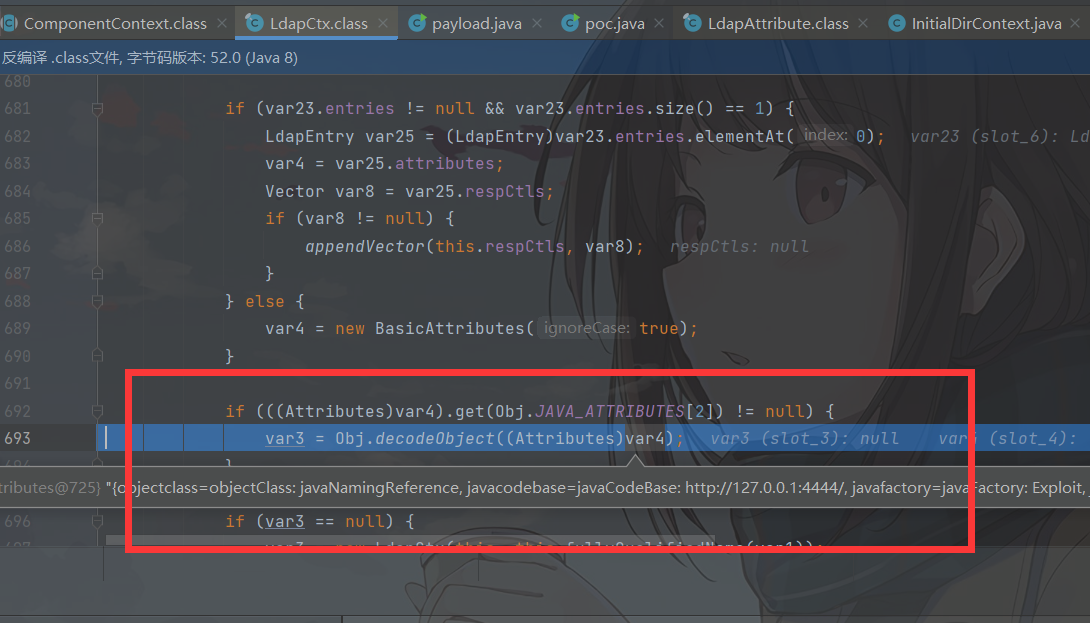 ComponentContext.class LdapCtx.class payload.java poc.java LdapAttribute.class InitialDirContext.java
反编译 .class文件, 字节码版本: 52.0 (Java 8)
680
681 if (var23.entries != null && var23.entries.size() == 1) {
682 LdapEntry var25 = (LdapEntry)var23.entries.elementAt( index: 0); var23 (slot_6): Ld
683 var4 = var25.attributes;
684 Vector var8 = var25.respCtls;
685 if (var8 != null) {
686 appendVector(this.respCtls, var8); respCtls: null
687 }
688 } else {
689 var4 = new BasicAttributes( ignoreCase: true);
690 }
691
692 if (((Attributes)var4).get(Obj.JAVA_ATTRIBUTES[2]) != null) {
693 var3 = Obj.decodeObject((Attributes)var4); var3 (slot_3): null var4 (slot_4):
tributes@725} "{objectclass=objectClass: javaNamingReference, javacodebase=javaCodeBase: http://127.0.0.1:4444/, javafactory=javaFactory: Exploit,
696 if (var3 == null) {